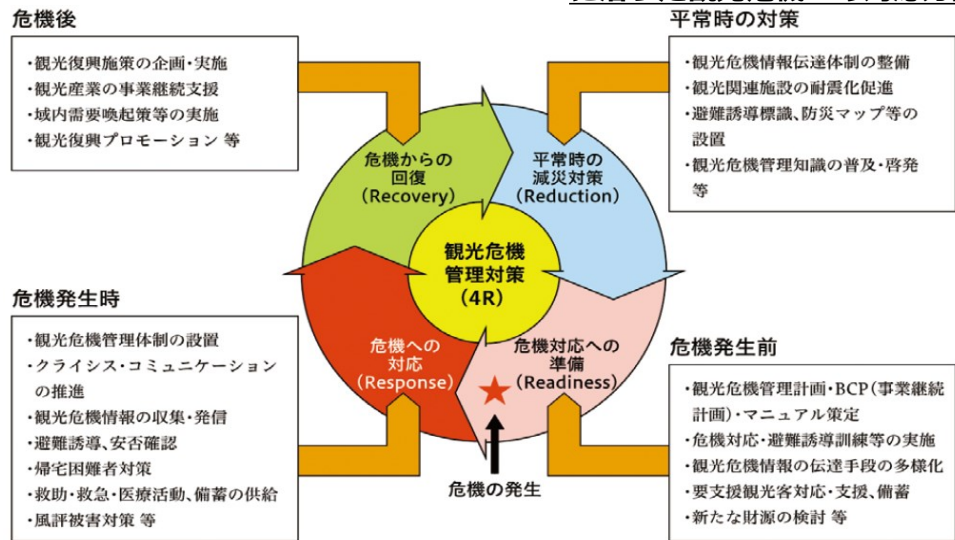 危機後
・観光復興施策の企画・実施
・観光産業の事業継続支援
・域内需要喚起策等の実施
・観光復興プロモーション 等
平常時の対策
・観光危機情報伝達体制の整備
・観光関連施設の耐震化促進
・避難誘導標識、防災マップ等の
設置
・観光危機管理知識の普及・啓発
等
危機からの
回復
(Recovery)
平常時の
減災対策
(Reduction)
観光危機
管理対策
(4R)
危機への
対応
(Response)
危機対応への
準備
(Readiness)
危機の発生
危機発生時
・観光危機管理体制の設置
・クライシス・コミュニケーション
の推進
・観光危機情報の収集・発信
・避難誘導、安否確認
・帰宅困難者対策
・救助・救急・医療活動、備蓄の供給
・風評被害対策 等
危機発生前
・観光危機管理計画・BCP(事業継続
計画)・マニュアル策定
・危機対応・避難誘導訓練等の実施
・観光危機情報の伝達手段の多様化
・要支援観光客対応・支援、備蓄
・新たな財源の検討 等